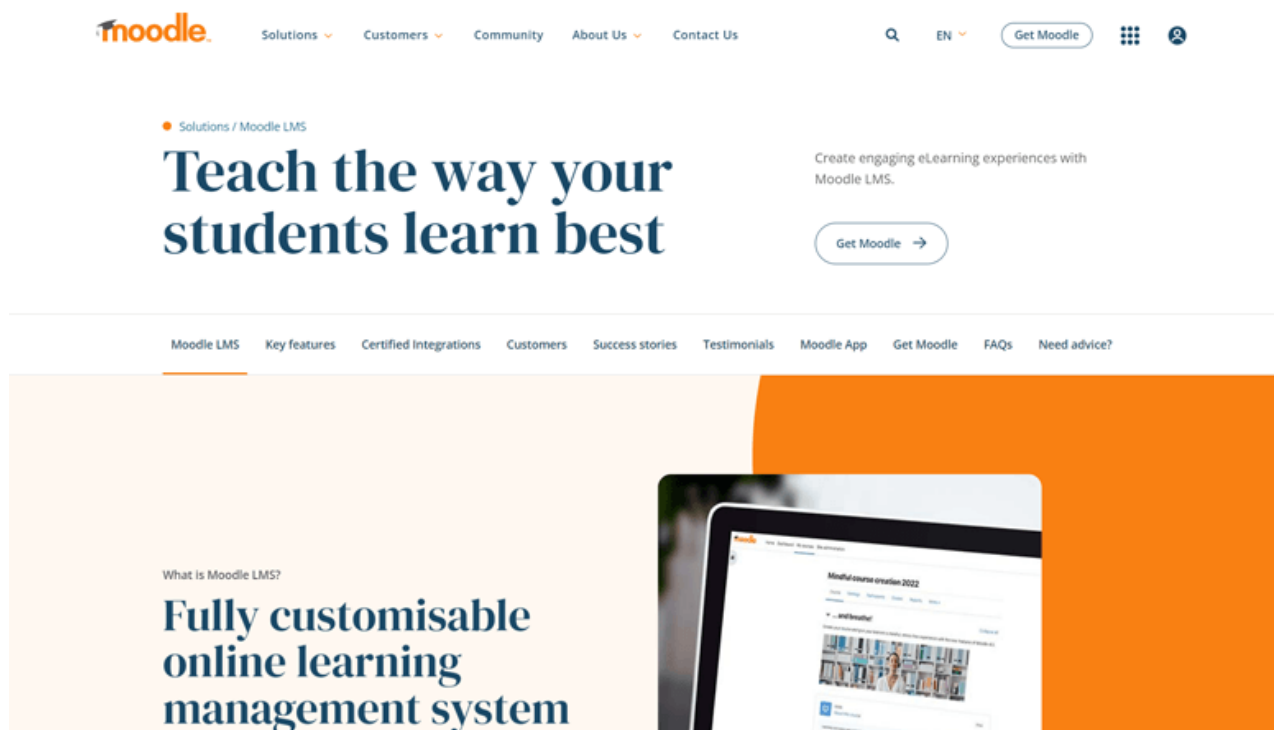 moodle
Solutions Customers Community About Us Contact Us EN Get Moodle
Solutions / Moodle LMS
Teach the way your
students learn best
Create engaging eLearning experiences with
Moodle LMS.
Get Moodle
Moodle LMS Key features Certified Integrations Customers Success stories Testimonials Moodle App Get Moodle FAQs Need advice?
What is Moodle LMS?
Fully customisable
online learning
management system
moodle
Mindful course creation 2022
... and breathe!